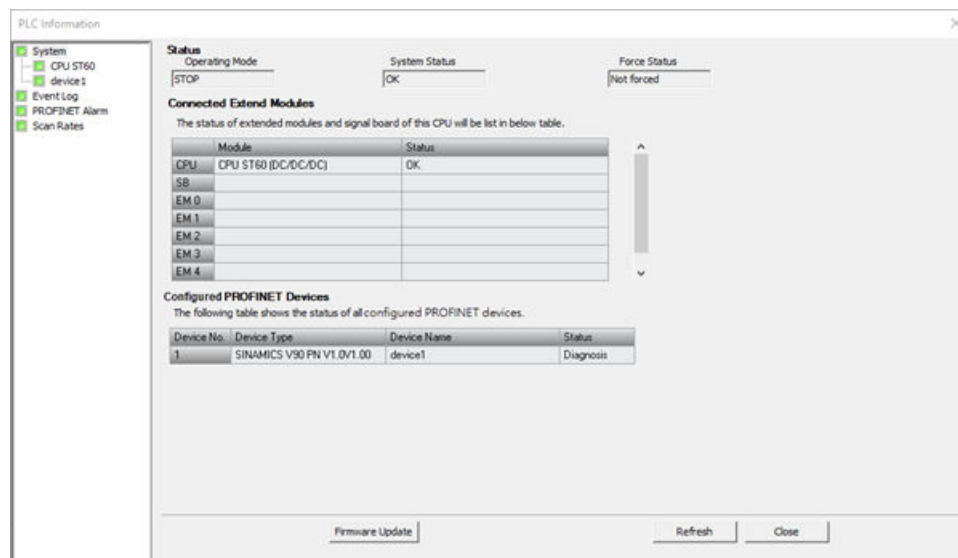 PLC Information
System
CPU ST60
device1
Event Log
PROFINET Alarm
Scan Rates
Status
Operating Mode System Status Force Status
STOP OK Not forced
Connected Extend Modules
The status of extended modules and signal board of this CPU will be list in below table.
Module Status
CPU CPU ST60 (DC/DC/DC) OK
SB
EM 0
EM 1
EM 2
EM 3
EM 4
Configured PROFINET Devices
The following table shows the status of all configured PROFINET devices.
Device No. Device Type Device Name Status
1 SINAMICS V90 PN V1.0V1.00 device1 Diagnosis
Firmware Update Refresh Close